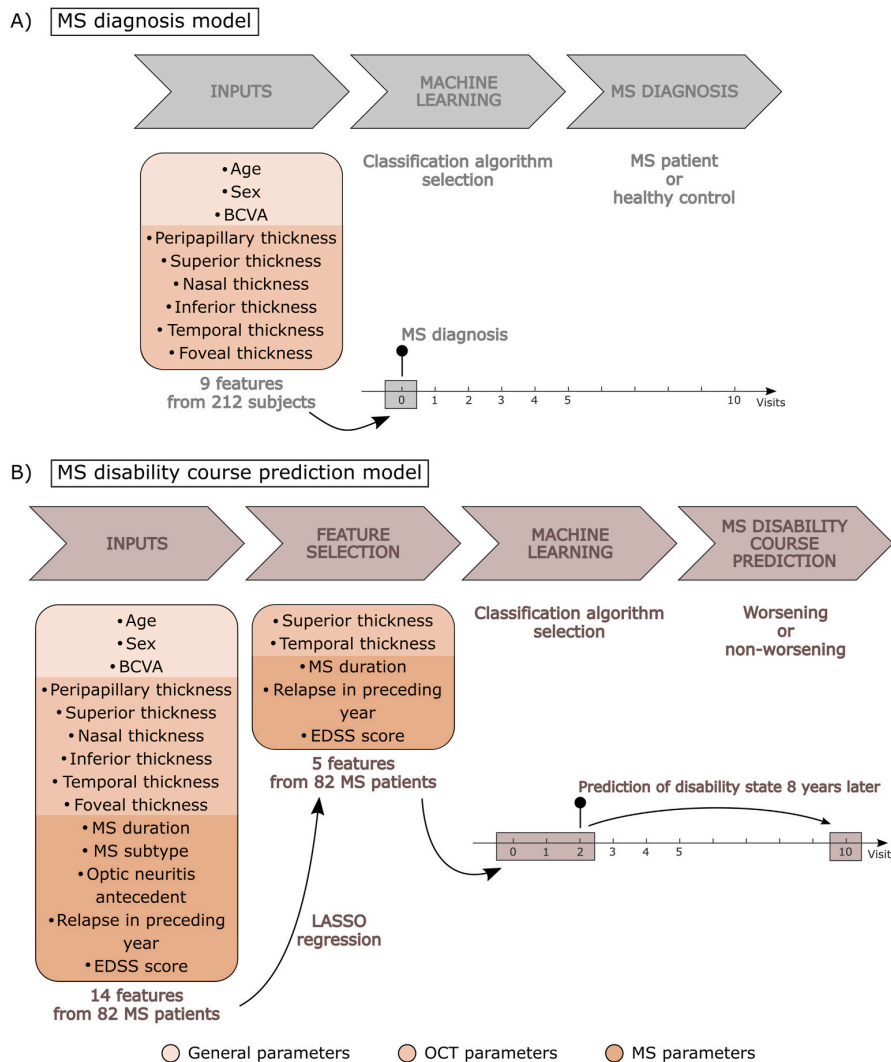 A) MS diagnosis model
INPUTS
MACHINE
LEARNING
MS DIAGNOSIS
• Age
• Sex
• BCVA
• Peripapillary thickness
• Superior thickness
• Nasal thickness
• Inferior thickness
• Temporal thickness
• Foveal thickness
9 features
from 212 subjects
Classification algorithm
selection
MS patient
or
healthy control
MS diagnosis
0 1 2 3 4 5 10 Visits
B) MS disability course prediction model
INPUTS
FEATURE
SELECTION
MACHINE
LEARNING
MS DISABILITY
COURSE
PREDICTION
• Age
• Sex
• BCVA
• Peripapillary thickness
• Superior thickness
• Nasal thickness
• Inferior thickness
• Temporal thickness
• Foveal thickness
• MS duration
• MS subtype
• Optic neuritis
antecedent
• Relapse in preceding
year
• EDSS score
14 features
from 82 MS patients
LASSO
regression
• Superior thickness
• Temporal thickness
• MS duration
• Relapse in preceding
year
• EDSS score
5 features
from 82 MS patients
Classification algorithm
selection
Worsening
or
non-worsening
Prediction of disability state 8 years later
0 1 2 3 4 5 10 Visits
General parameters OCT parameters MS parameters